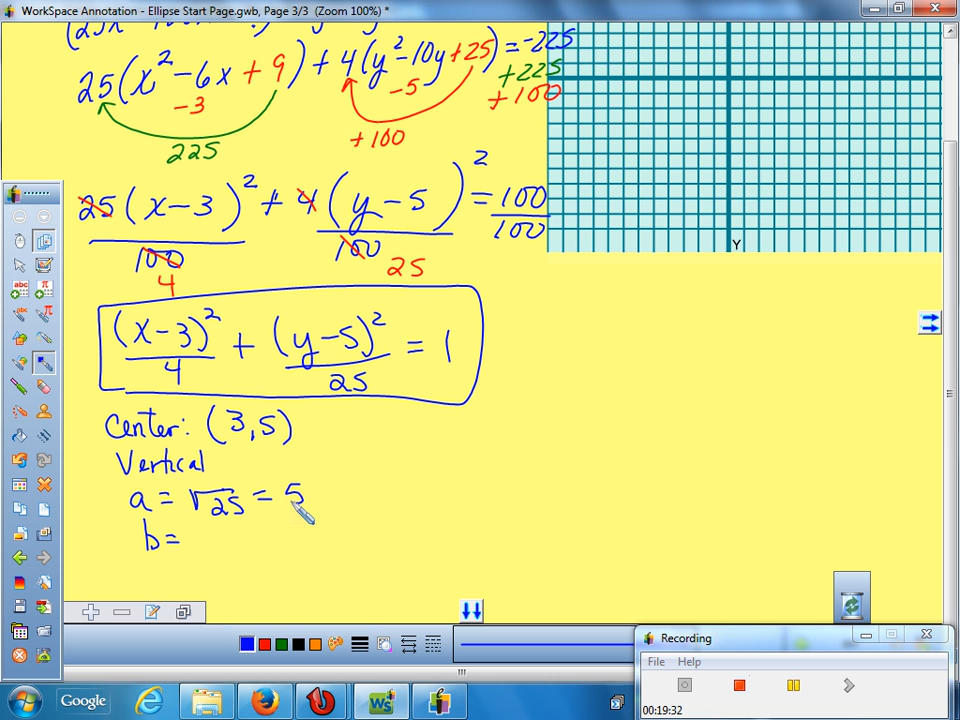 WorkSpace Annotation - Ellipse Start Page.gwb, Page 3/3 (Zoom 100%) *
25(x² - 6x + 9) + 4(y² - 10y + 25) = -225
-3 -5 +225
+100
225 +100
25(x - 3)² + 4(y - 5)² = 100
100 100 100
4 25
Y
(x - 3)² + (y - 5)² = 1
4 25
Center: (3, 5)
Vertical
a = √25 = 5
b =
Recording
File Help
00:19:32
Google